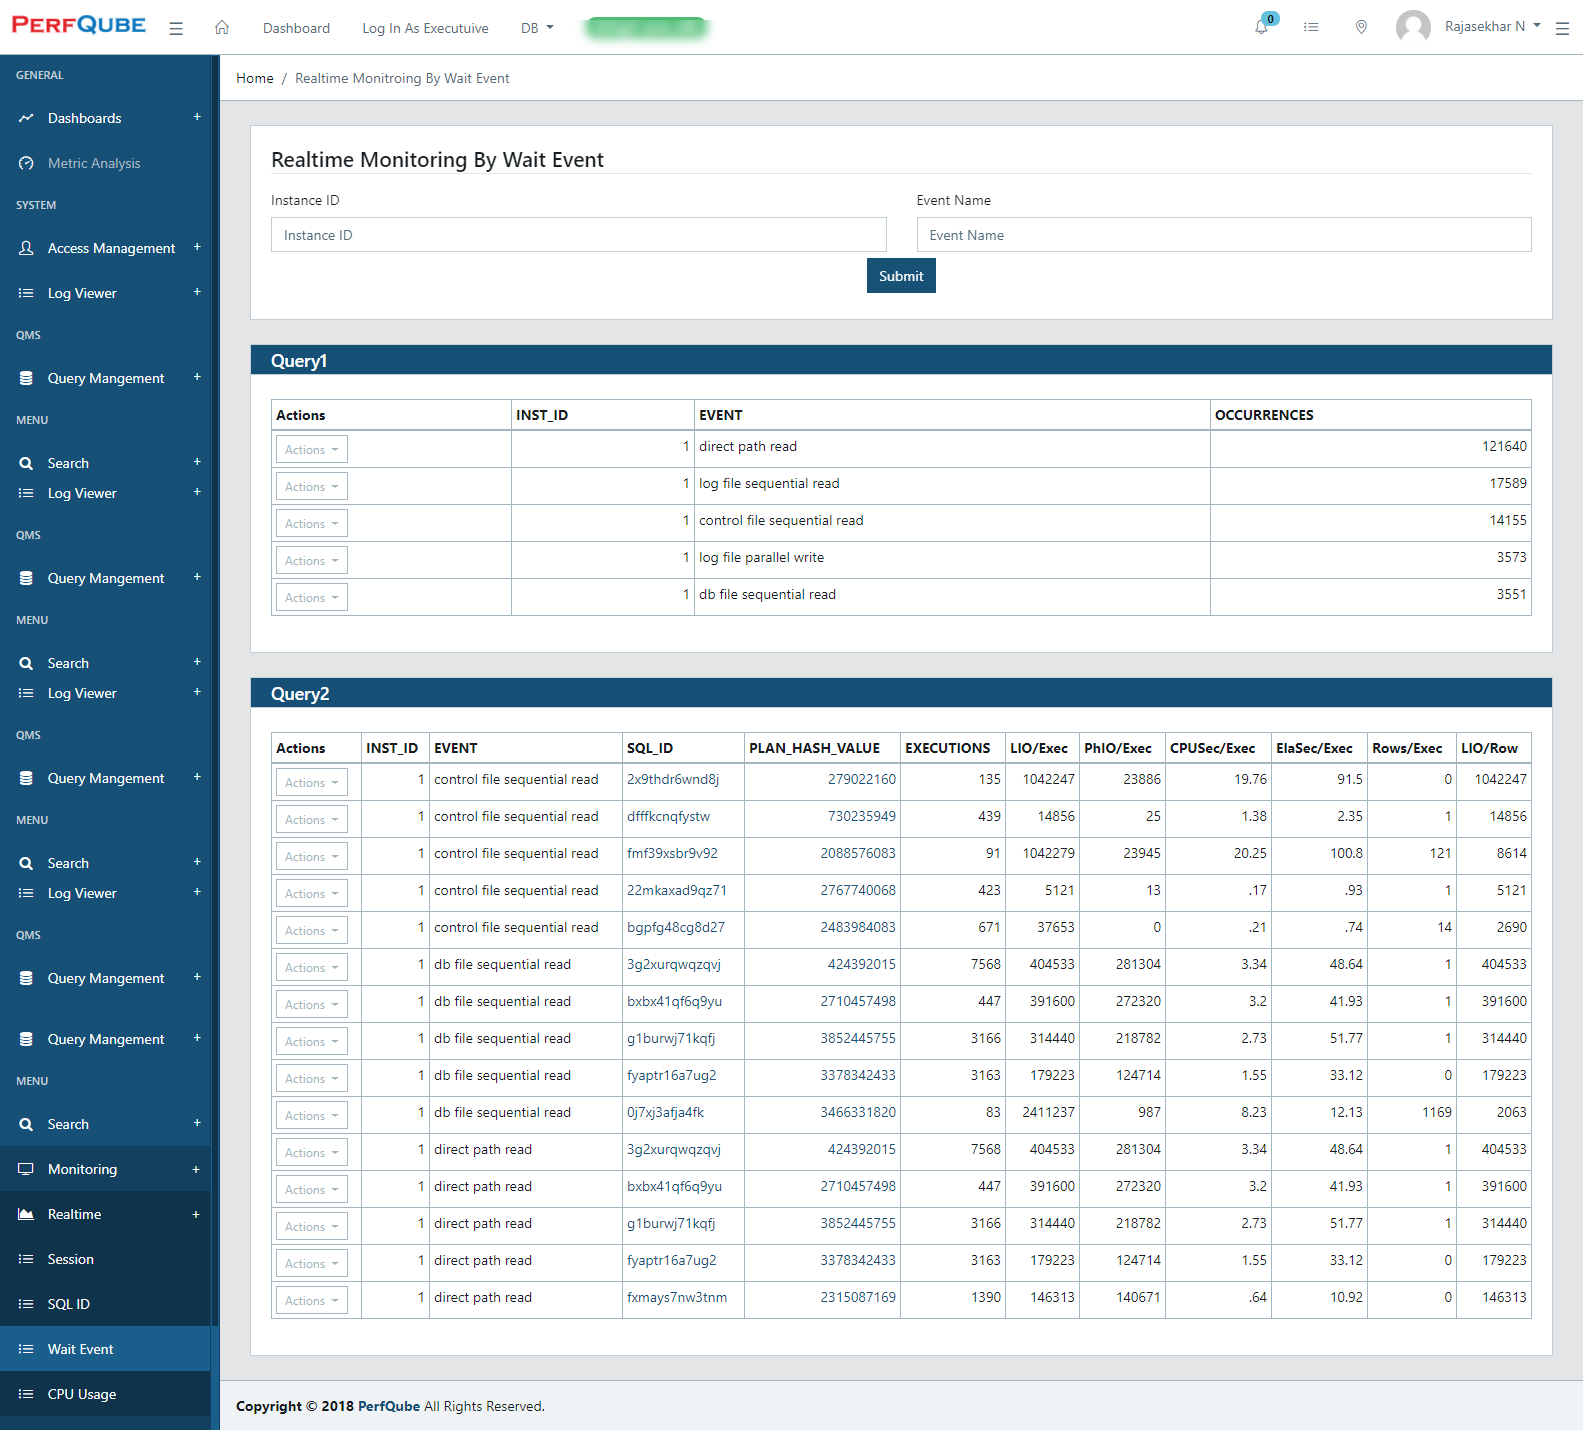 PERFQUBE
Dashboard
Log In As Executuive
DB
0
Rajasekhar N
GENERAL
Dashboards +
Metric Analysis
SYSTEM
Access Management +
Log Viewer +
QMS
Query Mangement +
MENU
Search +
Log Viewer +
QMS
Query Mangement +
MENU
Search +
Log Viewer +
QMS
Query Mangement +
MENU
Search +
Log Viewer +
QMS
Query Mangement +
Query Mangement +
MENU
Search +
Monitoring +
Realtime +
Session
SQL ID
Wait Event
CPU Usage
Home / Realtime Monitroing By Wait Event
Realtime Monitoring By Wait Event
Instance ID Event Name
Instance ID Event Name
Submit
Query1
Actions INST_ID EVENT OCCURRENCES
Actions 1 direct path read 121640
Actions 1 log file sequential read 17589
Actions 1 control file sequential read 14155
Actions 1 log file parallel write 3573
Actions 1 db file sequential read 3551
Query2
Actions INST_ID EVENT SQL_ID PLAN_HASH_VALUE EXECUTIONS LIO/Exec PhIO/Exec CPUSec/Exec ElaSec/Exec Rows/Exec LIO/Row
Actions 1 control file sequential read 2x9thdr6wnd8j 279022160 135 1042247 23886 19.76 91.5 0 1042247
Actions 1 control file sequential read dfffkcnqfystw 730235949 439 14856 25 1.38 2.35 1 14856
Actions 1 control file sequential read fmf39xsbr9v92 2088576083 91 1042279 23945 20.25 100.8 121 8614
Actions 1 control file sequential read 22mkaxad9qz71 2767740068 423 5121 13 .17 .93 1 5121
Actions 1 control file sequential read bgpfg48cg8d27 2483984083 671 37653 0 .21 .74 14 2690
Actions 1 db file sequential read 3g2xurqwqzqvj 424392015 7568 404533 281304 3.34 48.64 1 404533
Actions 1 db file sequential read bxbx41qf6q9yu 2710457498 447 391600 272320 3.2 41.93 1 391600
Actions 1 db file sequential read g1burwj71kqfj 3852445755 3166 314440 218782 2.73 51.77 1 314440
Actions 1 db file sequential read fyaptr16a7ug2 3378342433 3163 179223 124714 1.55 33.12 0 179223
Actions 1 db file sequential read 0j7xj3afja4fk 3466331820 83 2411237 987 8.23 12.13 1169 2063
Actions 1 direct path read 3g2xurqwqzqvj 424392015 7568 404533 281304 3.34 48.64 1 404533
Actions 1 direct path read bxbx41qf6q9yu 2710457498 447 391600 272320 3.2 41.93 1 391600
Actions 1 direct path read g1burwj71kqfj 3852445755 3166 314440 218782 2.73 51.77 1 314440
Actions 1 direct path read fyaptr16a7ug2 3378342433 3163 179223 124714 1.55 33.12 0 179223
Actions 1 direct path read fxmays7nw3tnm 2315087169 1390 146313 140671 .64 10.92 0 146313
Copyright © 2018 PerfQube All Rights Reserved.